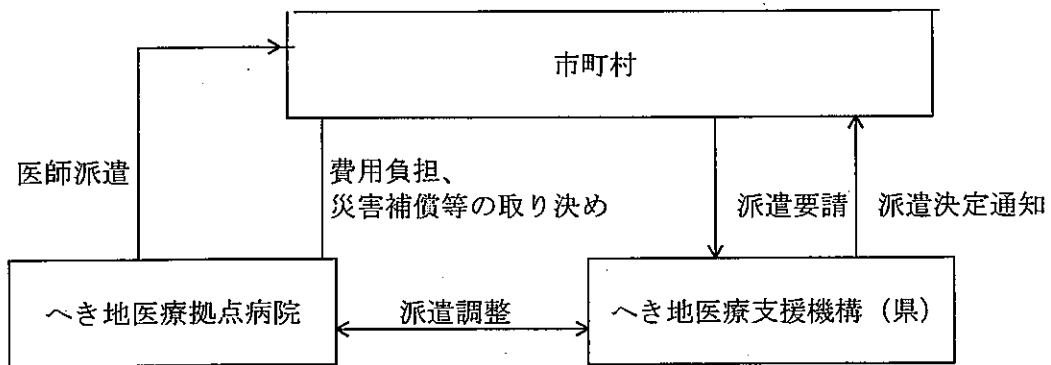 市町村
医師派遣
費用負担、
災害補償等の取り決め
派遣要請
派遣決定通知
へき地医療拠点病院
派遣調整
へき地医療支援機構（県）